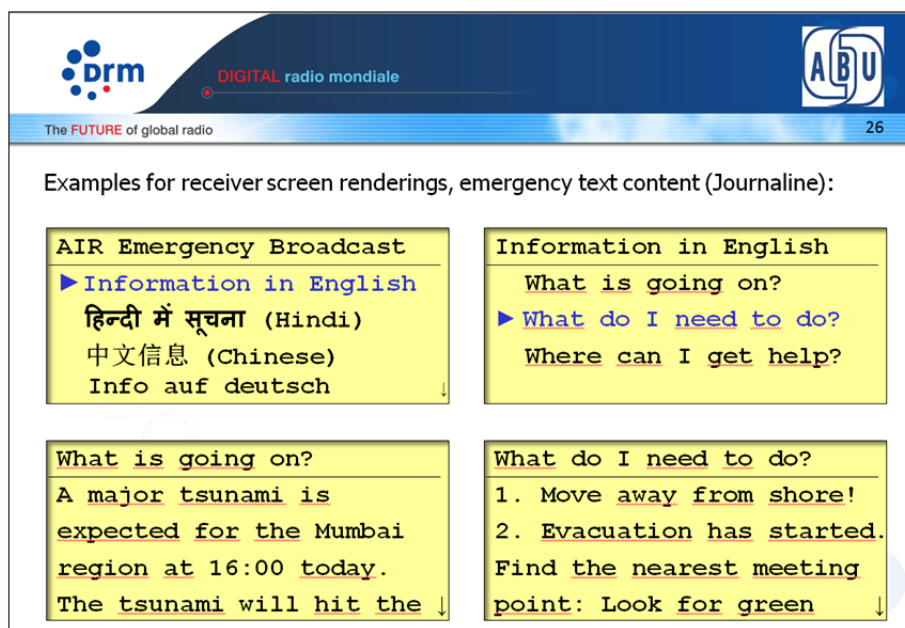 Drm
DIGITAL radio mondiale
ABU
The FUTURE of global radio
26
Examples for receiver screen renderings, emergency text content (Journaline):
AIR Emergency Broadcast
►Information in English
हिन्दी में सूचना (Hindi)
中文信息 (Chinese)
Info auf deutsch ↓
Information in English
What is going on?
► What do I need to do?
Where can I get help?
What is going on?
A major tsunami is
expected for the Mumbai
region at 16:00 today.
The tsunami will hit the ↓
What do I need to do?
1. Move away from shore!
2. Evacuation has started.
Find the nearest meeting
point: Look for green ↓